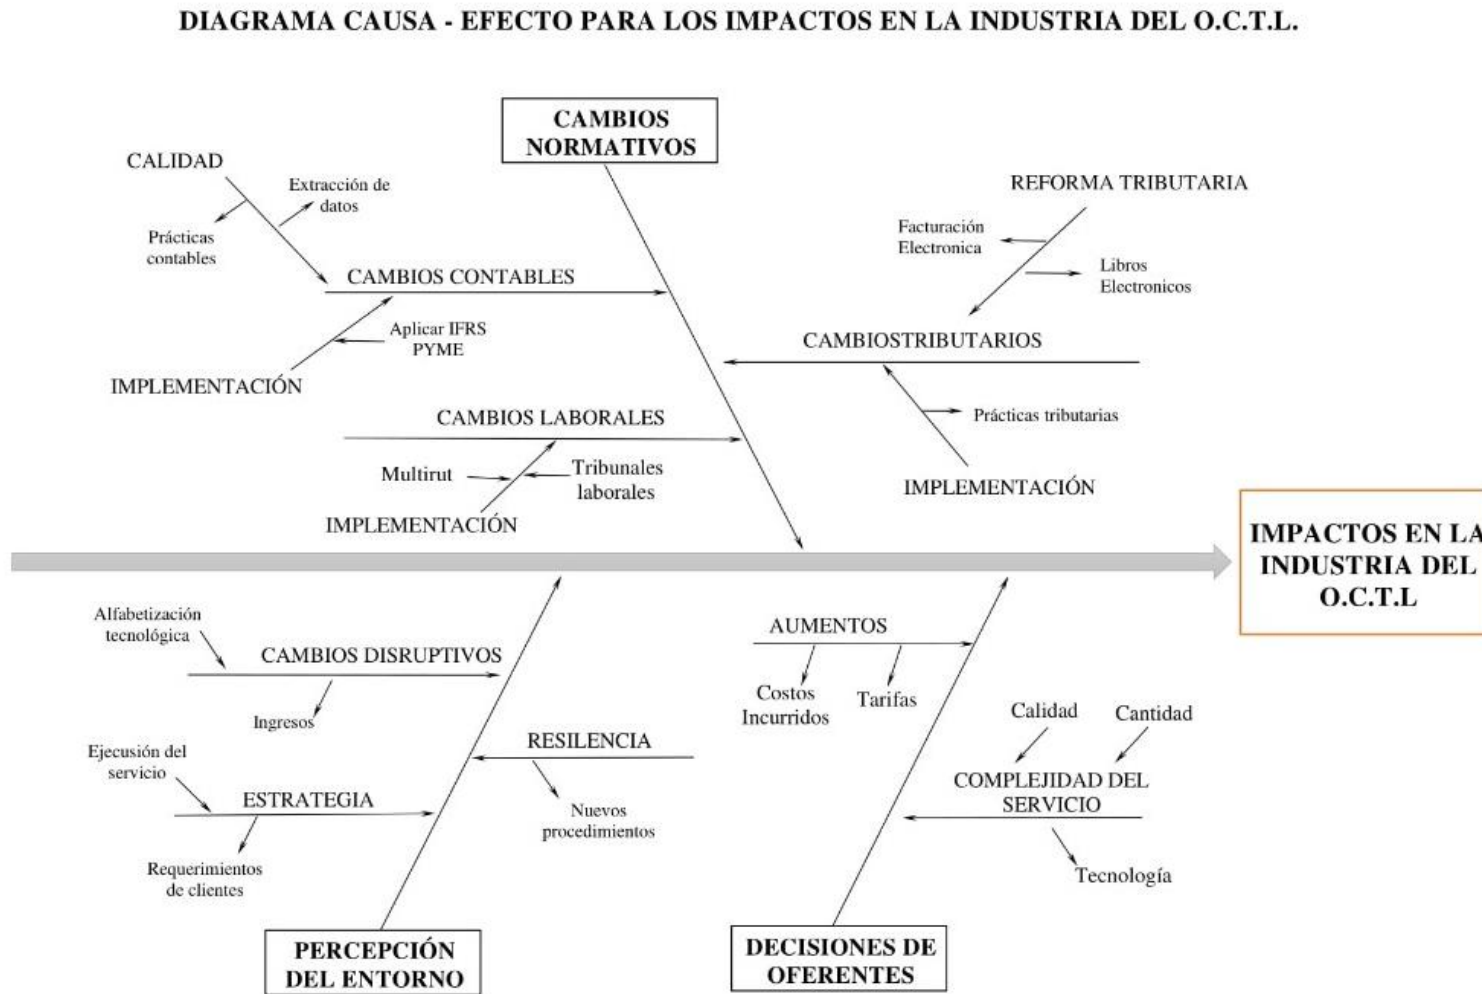 DIAGRAMA CAUSA - EFECTO PARA LOS IMPACTOS EN LA INDUSTRIA DEL O.C.T.L.
CAMBIOS
NORMATIVOS
CALIDAD
Extracción de
datos
Prácticas
contables
CAMBIOS CONTABLES
Aplicar IFRS
PYME
IMPLEMENTACIÓN
REFORMA TRIBUTARIA
Facturación
Electronica
Libros
Electronicos
CAMBIOSTRIBUTARIOS
Prácticas tributarias
IMPLEMENTACIÓN
CAMBIOS LABORALES
Multirut
Tribunales
laborales
IMPLEMENTACIÓN
IMPACTOS EN LA
INDUSTRIA DEL
O.C.T.L
Alfabetización
tecnológica
CAMBIOS DISRUPTIVOS
Ingresos
RESILENCIA
Nuevos
procedimientos
Ejecusión del
servicio
ESTRATEGIA
Requerimientos
de clientes
PERCEPCIÓN
DEL ENTORNO
AUMENTOS
Costos
Incurridos
Tarifas
Calidad
Cantidad
COMPLEJIDAD DEL
SERVICIO
Tecnología
DECISIONES DE
OFERENTES